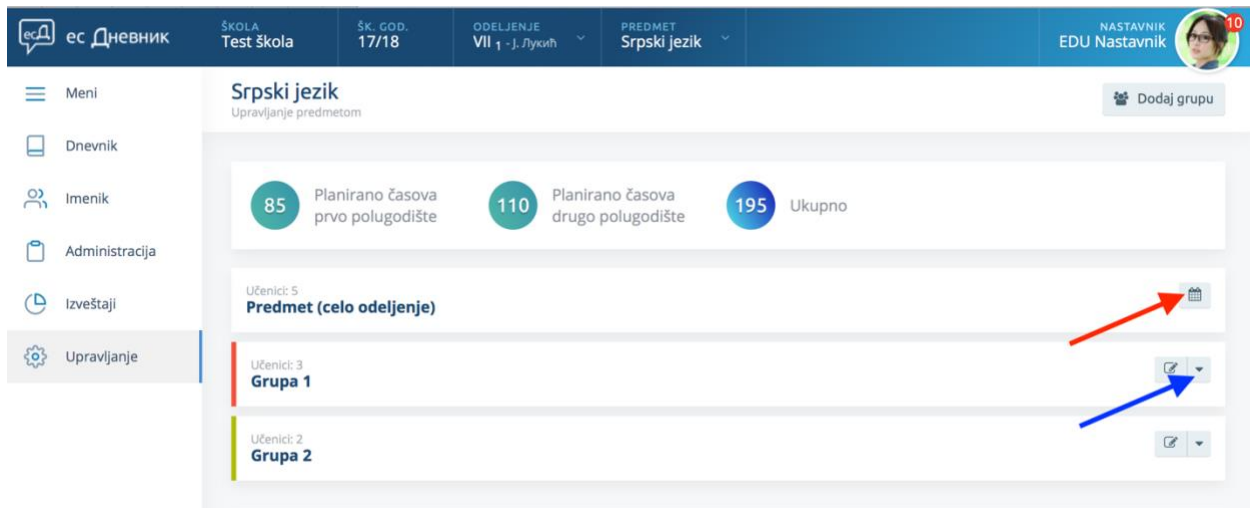 есД ес Дневник
ŠKOLA
Test škola
ŠK. GOD.
17/18
ODELJENJE
VII 1 - J. Лукић
PREDMET
Srpski jezik
NASTAVNIK
EDU Nastavnik
10
Meni
Dnevnik
Imenik
Administracija
Izveštaji
Upravljanje
Srpski jezik
Upravljanje predmetom
Dodaj grupu
85
Planirano časova
prvo polugodište
110
Planirano časova
drugo polugodište
195
Ukupno
Učenici: 5
Predmet (celo odeljenje)
Učenici: 3
Grupa 1
Učenici: 2
Grupa 2